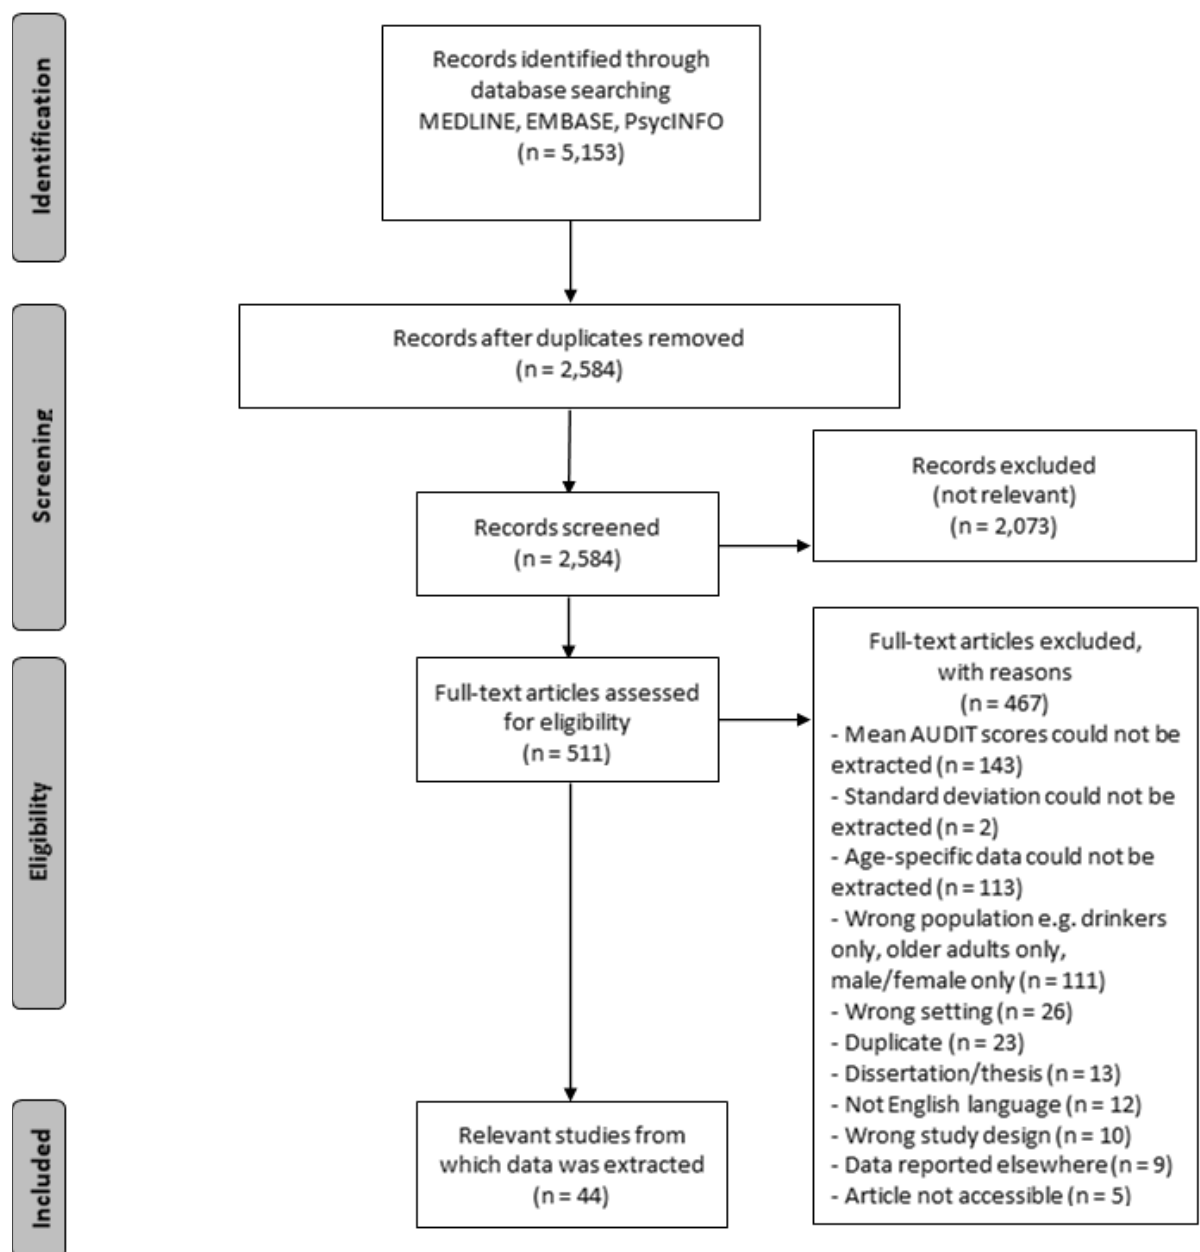 Identification
Records identified through
database searching
MEDLINE, EMBASE, PsycINFO
(n = 5,153)
Records after duplicates removed
(n = 2,584)
Screening
Records screened
(n = 2,584)
Records excluded
(not relevant)
(n = 2,073)
Eligibility
Full-text articles assessed
for eligibility
(n = 511)
Full-text articles excluded,
with reasons
(n = 467)
- Mean AUDIT scores could not be
extracted (n = 143)
- Standard deviation could not be
extracted (n = 2)
- Age-specific data could not be
extracted (n = 113)
- Wrong population e.g. drinkers
only, older adults only,
male/female only (n = 111)
- Wrong setting (n = 26)
- Duplicate (n = 23)
- Dissertation/thesis (n = 13)
- Not English language (n = 12)
- Wrong study design (n = 10)
- Data reported elsewhere (n = 9)
- Article not accessible (n = 5)
Included
Relevant studies from
which data was extracted
(n = 44)